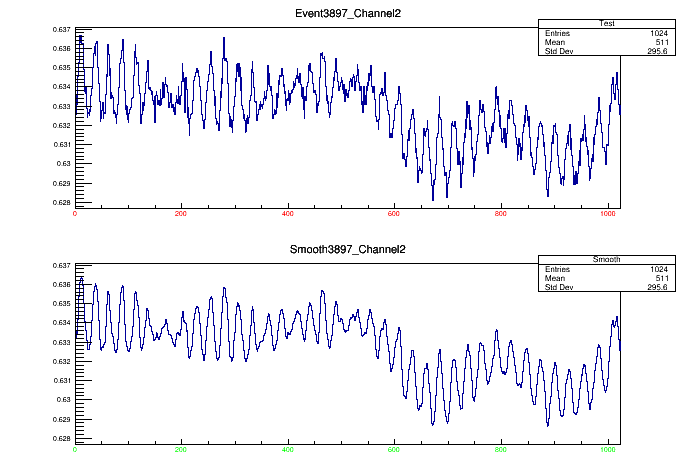 Event3897_Channel2
Test
Entries 1024
Mean 511
Std Dev 295.6
0.637
0.636
0.635
0.634
0.633
0.632
0.631
0.63
0.629
0.628
0 200 400 600 800 1000
Smooth3897_Channel2
Smooth
Entries 1024
Mean 511
Std Dev 295.6
0.637
0.636
0.635
0.634
0.633
0.632
0.631
0.63
0.629
0.628
0 200 400 600 800 1000